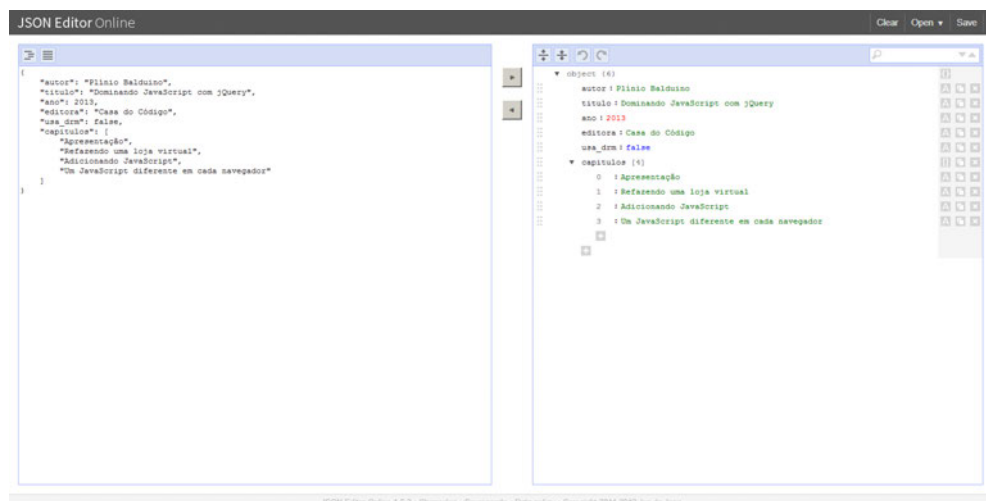 JSON Editor Online
Clear Open ▾ Save
{
"autor": "Plínio Balduino",
"titulo": "Dominando JavaScript com jQuery",
"ano": 2013,
"editora": "Casa do Código",
"usa_drm": false,
"capitulos": [
"Apresentação",
"Refazendo uma loja virtual",
"Adicionando JavaScript",
"Um JavaScript diferente em cada navegador"
]
}
object {6}
autor : Plínio Balduino
titulo : Dominando JavaScript com jQuery
ano : 2013
editora : Casa do Código
usa_drm : false
capitulos [4]
0 : Apresentação
1 : Refazendo uma loja virtual
2 : Adicionando JavaScript
3 : Um JavaScript diferente em cada navegador